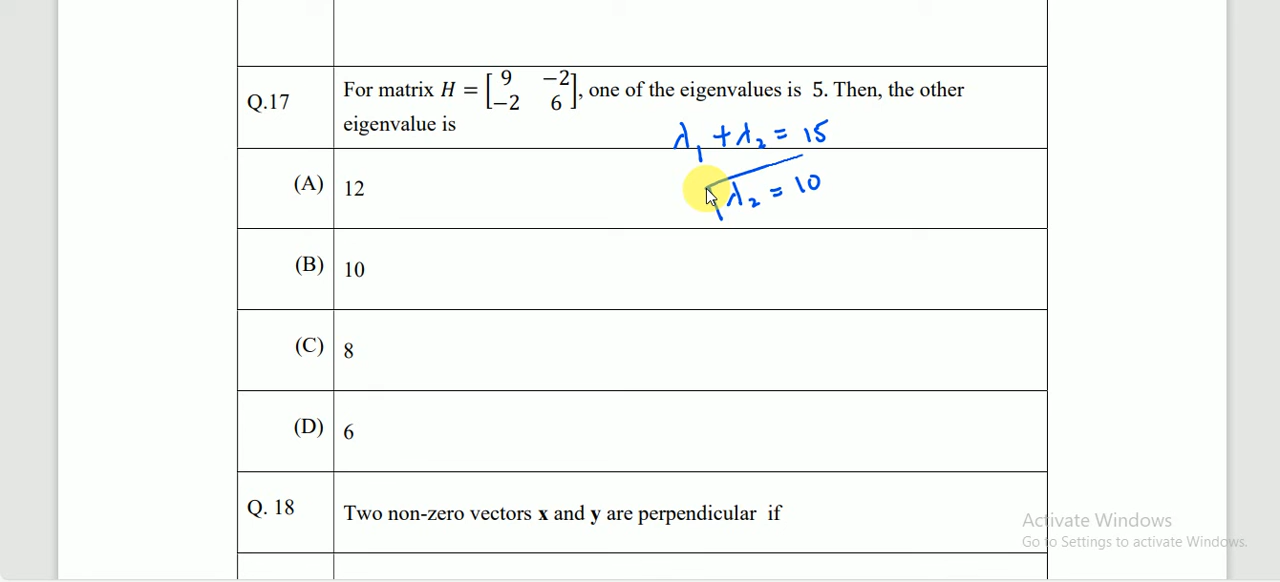 Q.17
For matrix H = [ 9 −2 −2 6 ], one of the eigenvalues is 5. Then, the other
eigenvalue is
λ₁ + λ₂ = 15
(A) 12
λ₂ = 10
(B) 10
(C) 8
(D) 6
Q. 18
Two non-zero vectors x and y are perpendicular if
Activate Windows
Go to Settings to activate Windows.